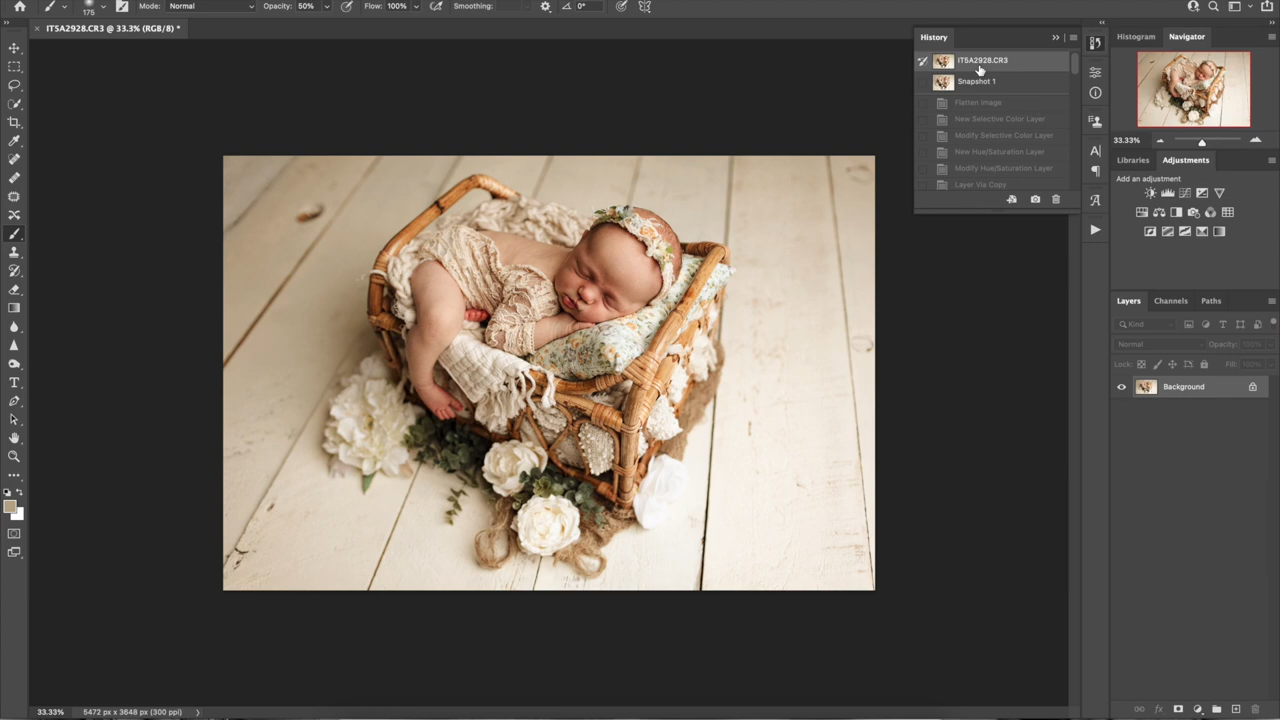 Mode: Normal Opacity: 50% Flow: 100% Smoothing: 0°
175
IT5A2928.CR3 @ 33.3% (RGB/8) *
History
IT5A2928.CR3
Snapshot 1
Flatten Image
New Selective Color Layer
Modify Selective Color Layer
New Hue/Saturation Layer
Modify Hue/Saturation Layer
Layer Via Copy
Histogram Navigator
33.33%
Libraries Adjustments
Add an adjustment
Layers Channels Paths
Kind
Normal Opacity: 100%
Lock: Fill: 100%
Background
33.33% 5472 px x 3648 px (300 ppi)